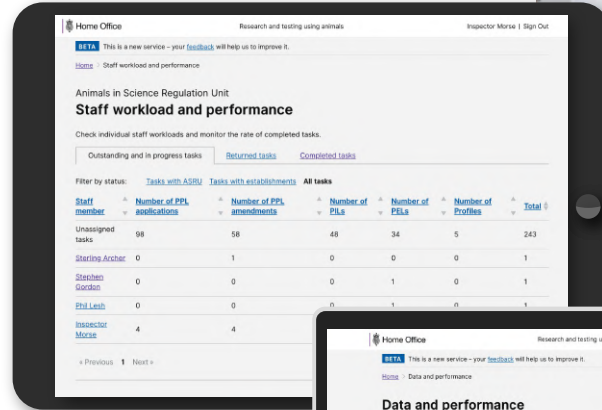 Home Office Research and testing using animals Inspector Morse | Sign Out
BETA This is a new service – your feedback will help us to improve it.
Home > Staff workload and performance
Animals in Science Regulation Unit
Staff workload and performance
Check individual staff workloads and monitor the rate of completed tasks.
Outstanding and in progress tasks Returned tasks Completed tasks
Filter by status: Tasks with ASRU Tasks with establishments All tasks
Staff Number of PPL Number of PPL Number of Number of Number of Total
member applications amendments PILs PELs Profiles
Unassigned 98 58 48 34 5 243
tasks
Sterling Archer 0 1 0 0 0 1
Stephen 0 0 0 1 0 1
Gordon
Phil Lesh 0 0 0 1 0 1
Inspector 4 4
Morse
« Previous 1 Next »
Home Office Research and testing
BETA This is a new service – your feedback will help us to improve it.
Home > Data and performance
Data and performance